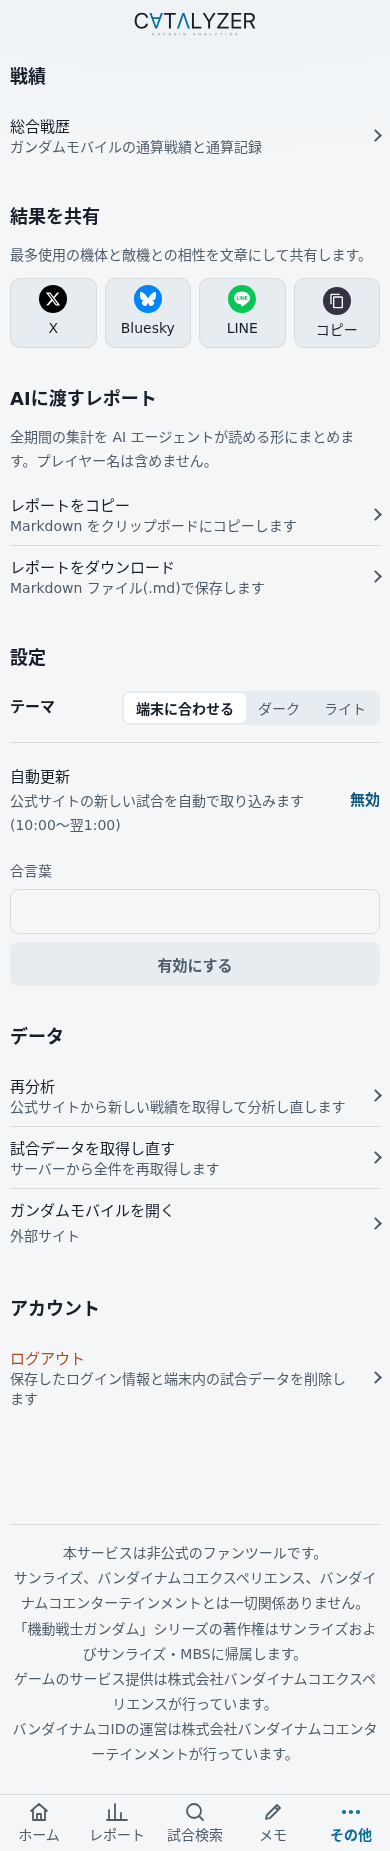 CATALYZER
戦績
総合戦歴
ガンダムモバイルの通算戦績と通算記録
結果を共有
最多使用の機体と敵機との相性を文章にして共有します。
X
Bluesky
LINE
コピー
AIに渡すレポート
全期間の集計を AI エージェントが読める形にまとめま
す。プレイヤー名は含めません。
レポートをコピー
Markdown をクリップボードにコピーします
レポートをダウンロード
Markdown ファイル(.md)で保存します
設定
テーマ
端末に合わせる
ダーク
ライト
自動更新
公式サイトの新しい試合を自動で取り込みます
(10:00〜翌1:00)
無効
合言葉
有効にする
データ
再分析
公式サイトから新しい戦績を取得して分析し直します
試合データを取得し直す
サーバーから全件を再取得します
ガンダムモバイルを開く
外部サイト
アカウント
ログアウト
保存したログイン情報と端末内の試合データを削除し
ます
本サービスは非公式のファンツールです。
サンライズ、バンダイナムコエクスペリエンス、バンダイ
ナムコエンターテインメントとは一切関係ありません。
「機動戦士ガンダム」シリーズの著作権はサンライズおよ
びサンライズ・MBSに帰属します。
ゲームのサービス提供は株式会社バンダイナムコエクスペ
リエンスが行っています。
バンダイナムコIDの運営は株式会社バンダイナムコエンタ
ーテインメントが行っています。
ホーム
レポート
試合検索
メモ
その他